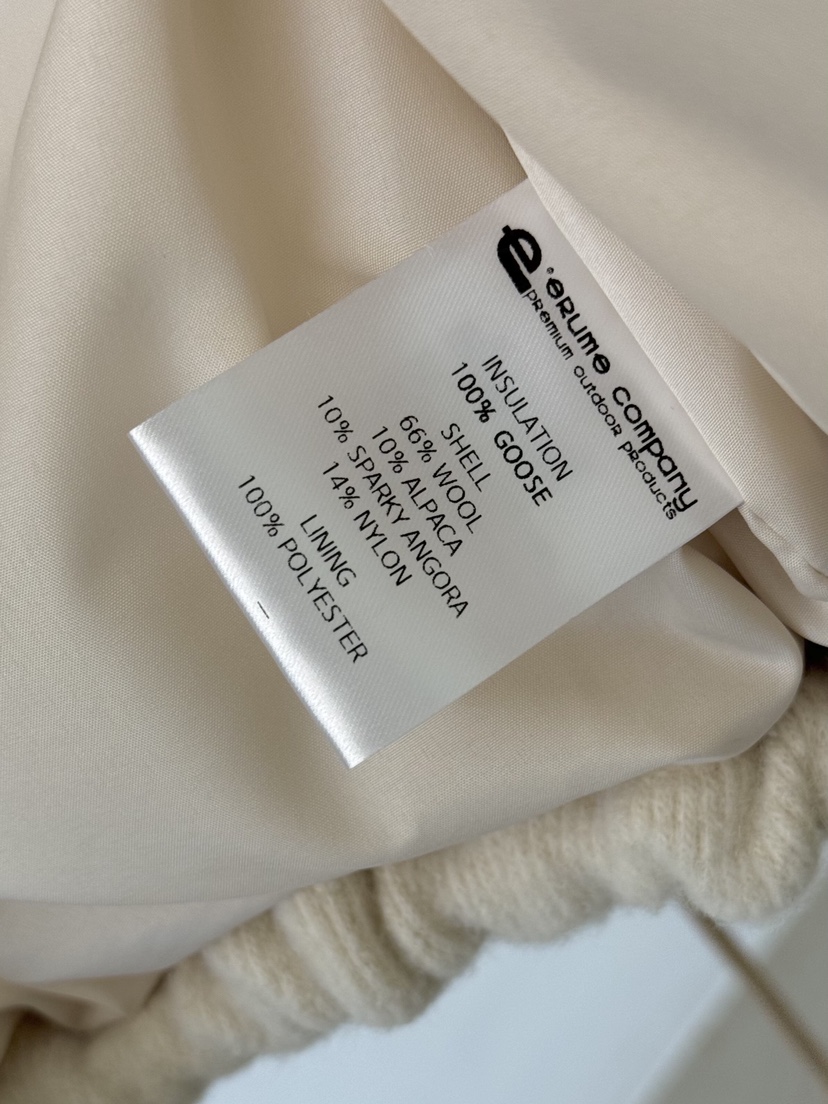 e
erume company
premium outdoor products
INSULATION
100% GOOSE
SHELL
66% WOOL
10% ALPACA
10% SPARKY ANGORA
14% NYLON
LINING
100% POLYESTER